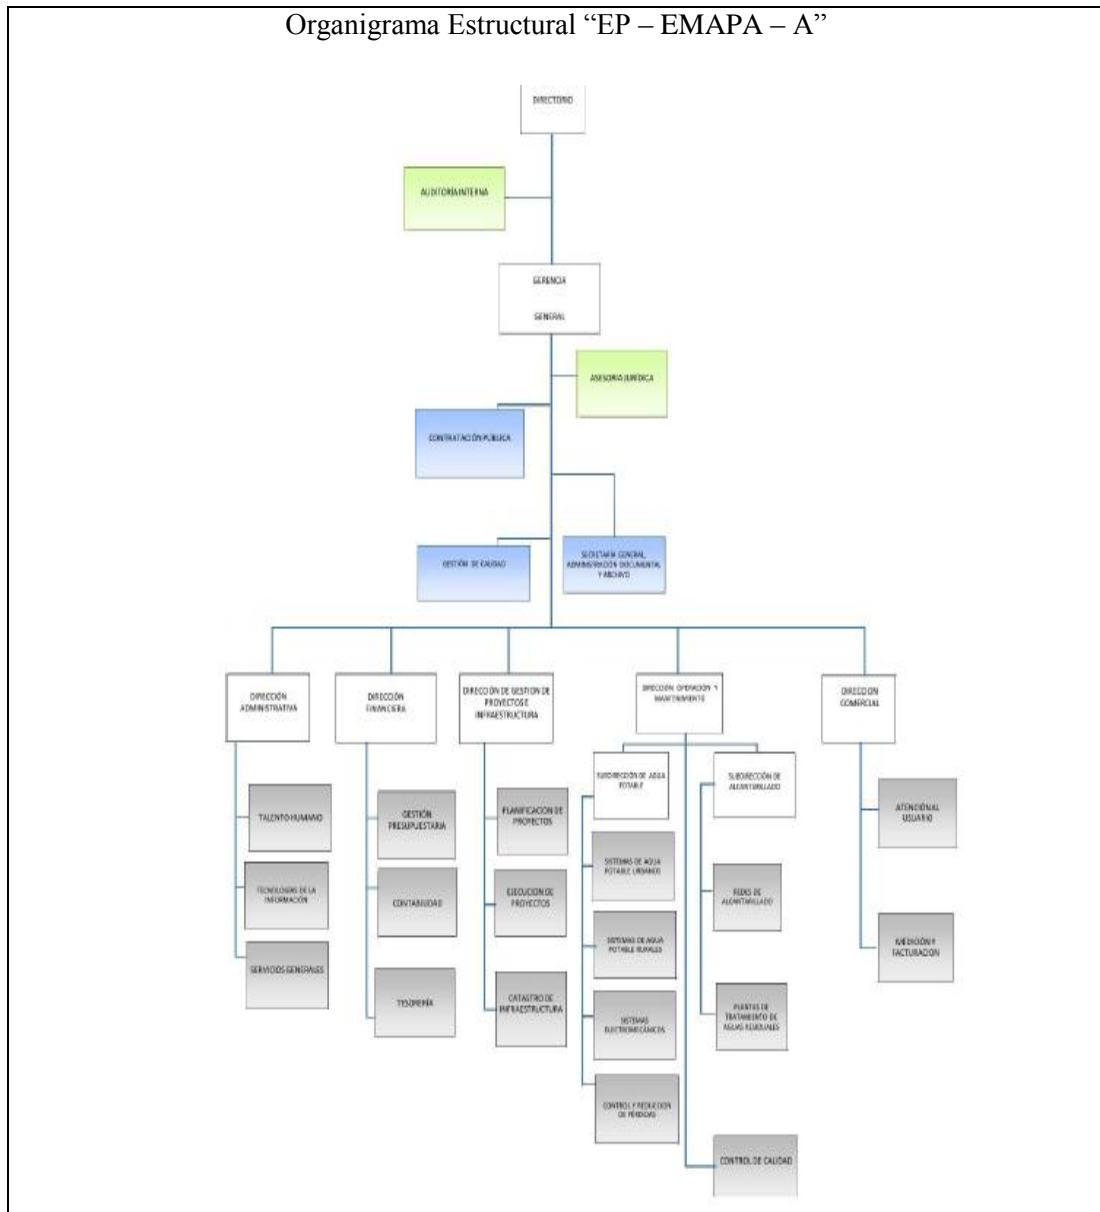 Organigrama Estructural “EP – EMAPA – A”
DIRECTORIO
AUDITORÍA INTERNA
GERENCIA
GENERAL
ASESORIA JURÍDICA
CONTRATACIÓN PÚBLICA
GESTIÓN DE CALIDAD
SECRETARÍA GENERAL,
ADMINISTRACIÓN DOCUMENTAL
Y ARCHIVO
DIRECCIÓN
ADMINISTRATIVA
DIRECCIÓN
FINANCIERA
DIRECCIÓN DE GESTION DE
PROYECTOS E
INFRAESTRUCTURA
DIRECCIÓN OPERACIÓN Y
MANTENIMIENTO
DIRECCION
COMERCIAL
TALENTO HUMANO
TECNOLOGÍAS DE LA
INFORMACIÓN
SERVICIOS GENERALES
GESTIÓN
PRESUPUESTARIA
CONTABILIDAD
TESORERÍA
PLANIFICACION DE
PROYECTOS
EJECUCION DE
PROYECTOS
CATASTRO DE
INFRAESTRUCTURA
SUBDIRECCIÓN DE AGUA
POTABLE
SISTEMAS DE AGUA
POTABLE URBANOS
SISTEMAS DE AGUA
POTABLE RURALES
SISTEMAS
ELECTROMECÁNICOS
CONTROL Y REDUCCION
DE PÉRDIDAS
SUBDIRECCIÓN DE
ALCANTARILLADO
REDES DE
ALCANTARILLADO
PLANTAS DE
TRATAMIENTO DE
AGUAS RESIDUALES
CONTROL DE CALIDAD
ATENCION AL
USUARIO
MEDICIÓN Y
FACTURACION